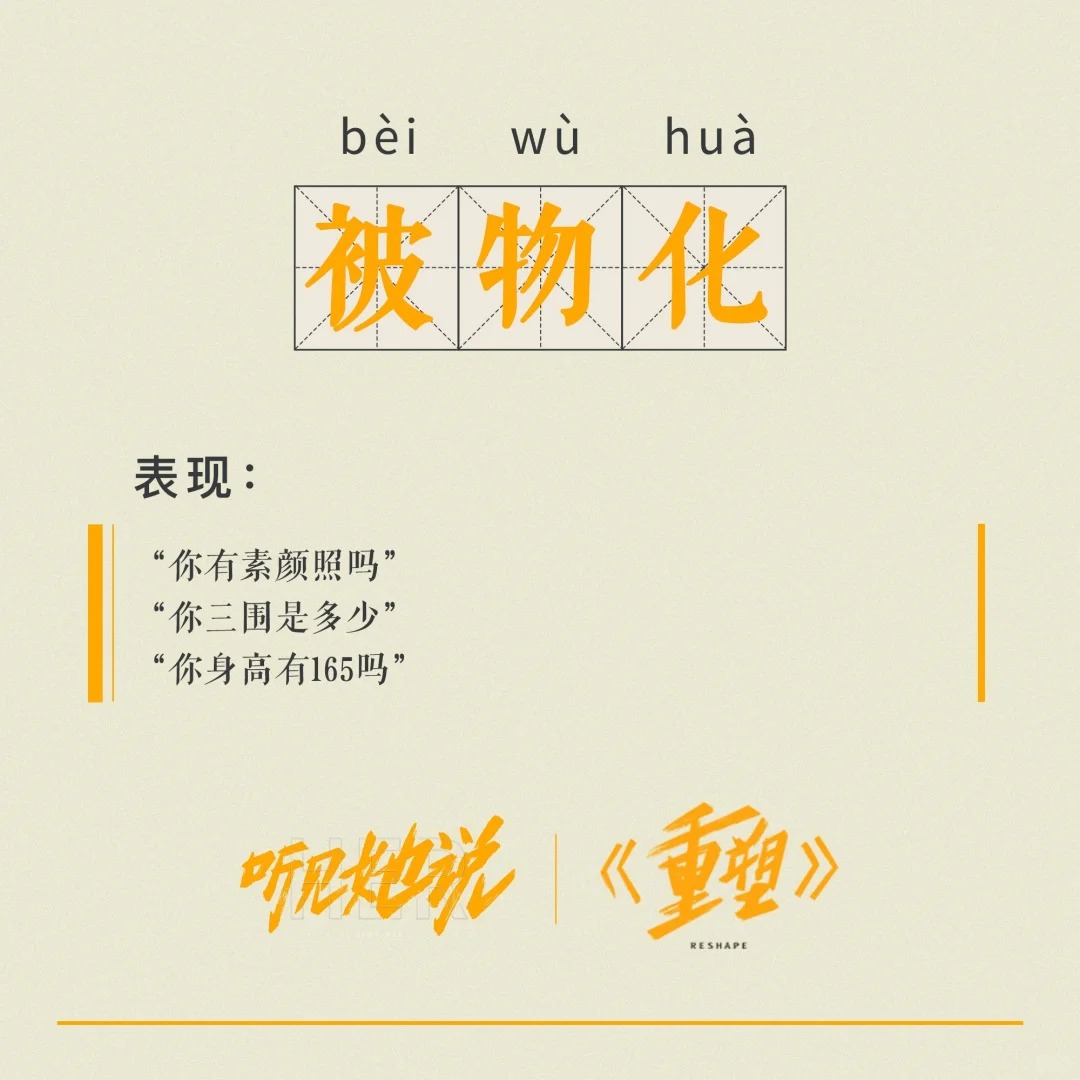 bèi wù huà
被物化
表现：
“你有素颜照吗”
“你三围是多少”
“你身高有165吗”
听见她说
HER
《重塑》
RESHAPE